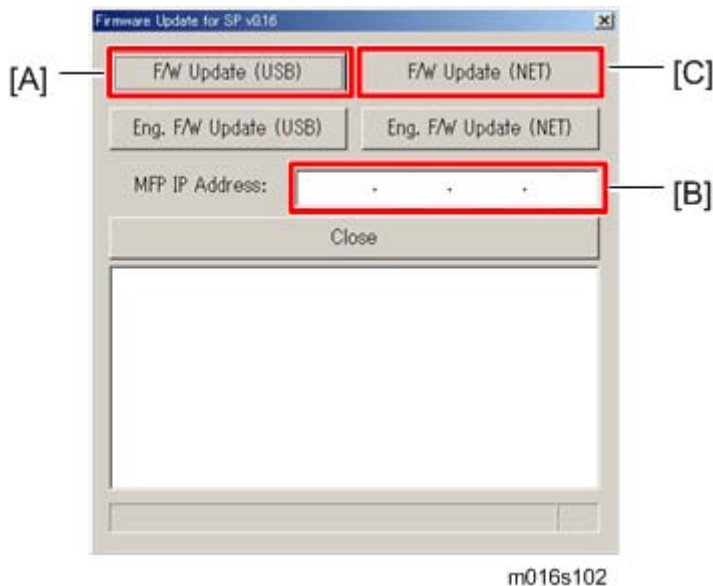 Firmware Update for SP v0.16
[A] F/W Update (USB) F/W Update (NET) [C]
Eng. F/W Update (USB) Eng. F/W Update (NET)
MFP IP Address: . . . [B]
Close
m016s102